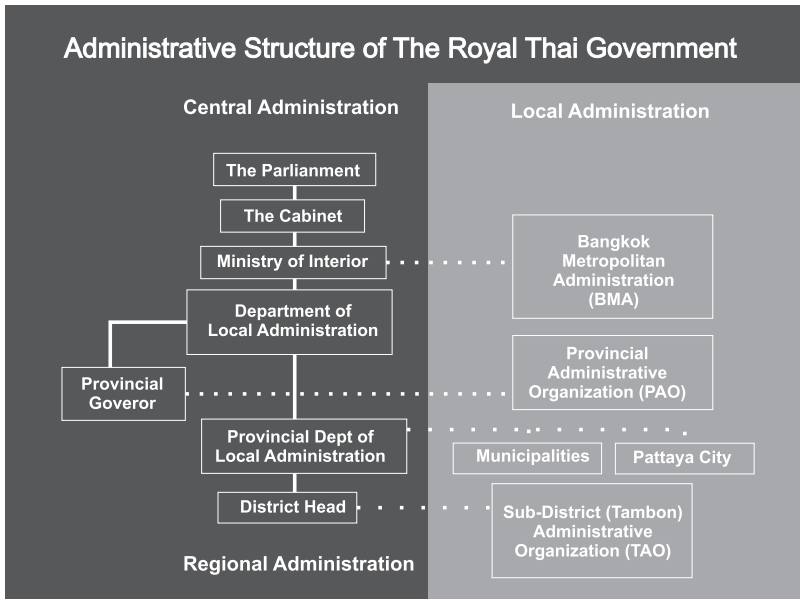 Administrative Structure of The Royal Thai Government
Central Administration
Local Administration
The Parlianment
The Cabinet
Ministry of Interior
Bangkok
Metropolitan
Administration
(BMA)
Department of
Local Administration
Provincial
Goveror
Provincial
Administrative
Organization (PAO)
Provincial Dept of
Local Administration
Municipalities
Pattaya City
District Head
Sub-District (Tambon)
Administrative
Organization (TAO)
Regional Administration